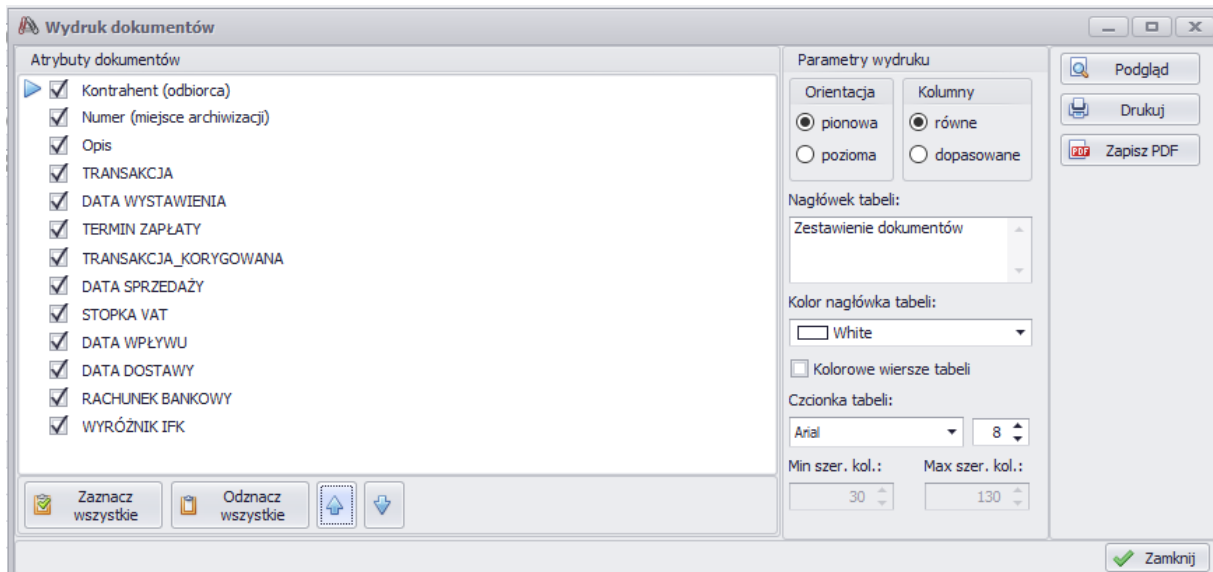 Wydruk dokumentów
Atrybuty dokumentów
Kontrahent (odbiorca)
Numer (miejsce archiwizacji)
Opis
TRANSAKCJA
DATA WYSTAWIENIA
TERMIN ZAPŁATY
TRANSAKCJA_KORYGOWANA
DATA SPRZEDAŻY
STOPKA VAT
DATA WPŁYWU
DATA DOSTAWY
RACHUNEK BANKOWY
WYRÓŻNIK IFK
Zaznacz
wszystkie
Odznacz
wszystkie
Parametry wydruku
Orientacja
pionowa
pozioma
Kolumny
równe
dopasowane
Nagłówek tabeli:
Zestawienie dokumentów
Kolor nagłówka tabeli:
White
Kolorowe wiersze tabeli
Czcionka tabeli:
Arial 8
Min szer. kol.: Max szer. kol.:
30 130
Podgląd
Drukuj
PDF Zapisz PDF
Zamknij